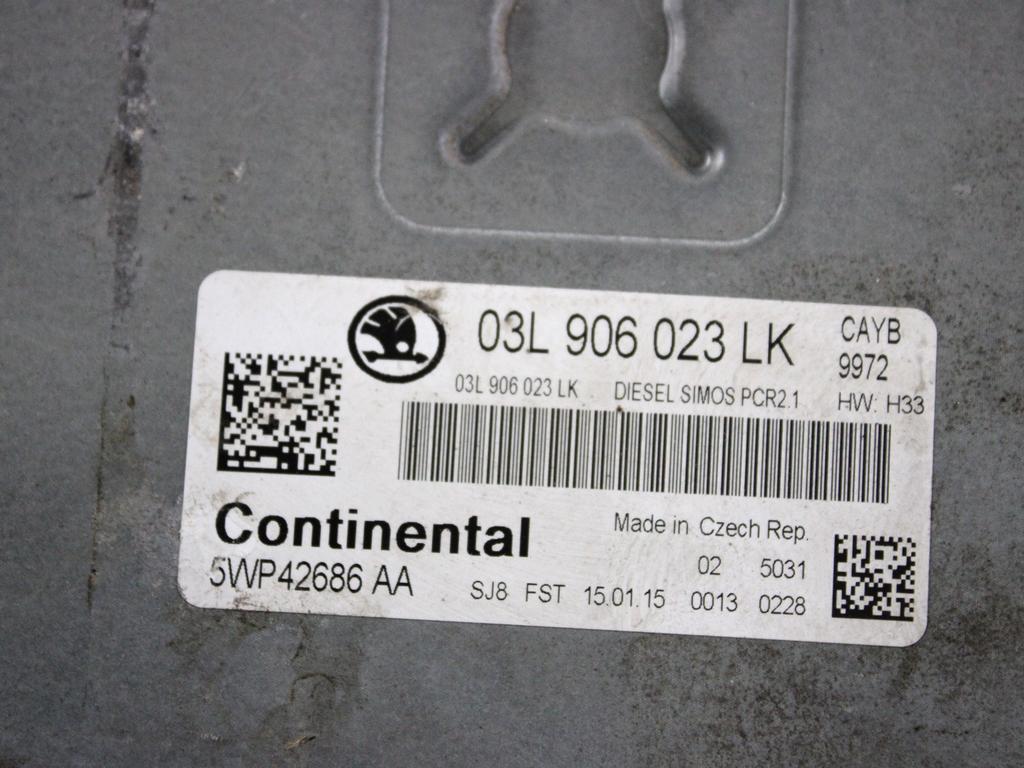 03L 906 023 LK CAYB
9972
03L 906 023 LK DIESEL SIMOS PCR2.1 HW: H33
Continental Made in Czech Rep.
02 5031
5WP42686 AA SJ8 FST 15.01.15 0013 0228